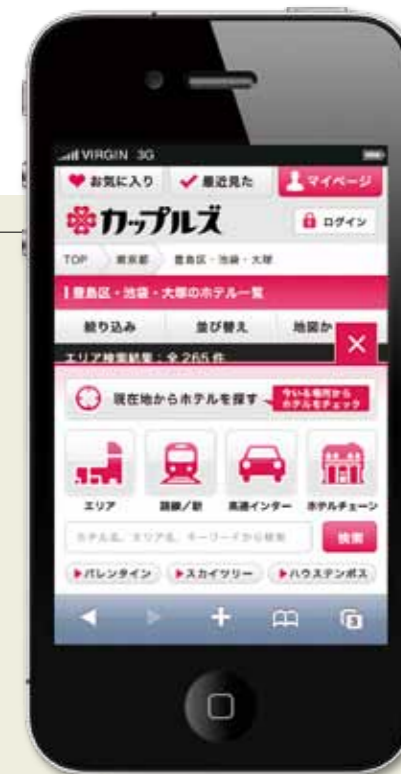 VIRGIN 3G
お気に入り 最近見た マイページ
カップルズ ログイン
TOP 東京都 豊島区・池袋・大塚
豊島区・池袋・大塚のホテル一覧
絞り込み 並び替え 地図か
エリア検索結果：全265件
現在地からホテルを探す 今いる場所から
ホテルをチェック
エリア 路線／駅 高速インター ホテルチェーン
ホテル名、エリア名、キーワードから検索 検索
バレンタイン スカイツリー ハウステンボス
3